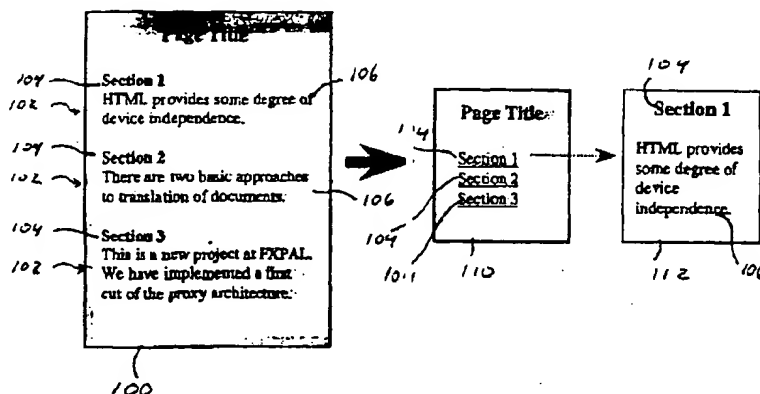 Page Title
104
Section 1
106
HTML provides some degree of
102
device independence.
104
Section 2
102
There are two basic approaches
to translation of documents.
106
104
Section 3
This is a new project at FXPAL.
102
We have implemented a first
cut of the proxy architecture.
100
Page Title
114
Section 1
Section 2
104
Section 3
104
110
104
Section 1
HTML provides
some degree of
device
independence.
112
106